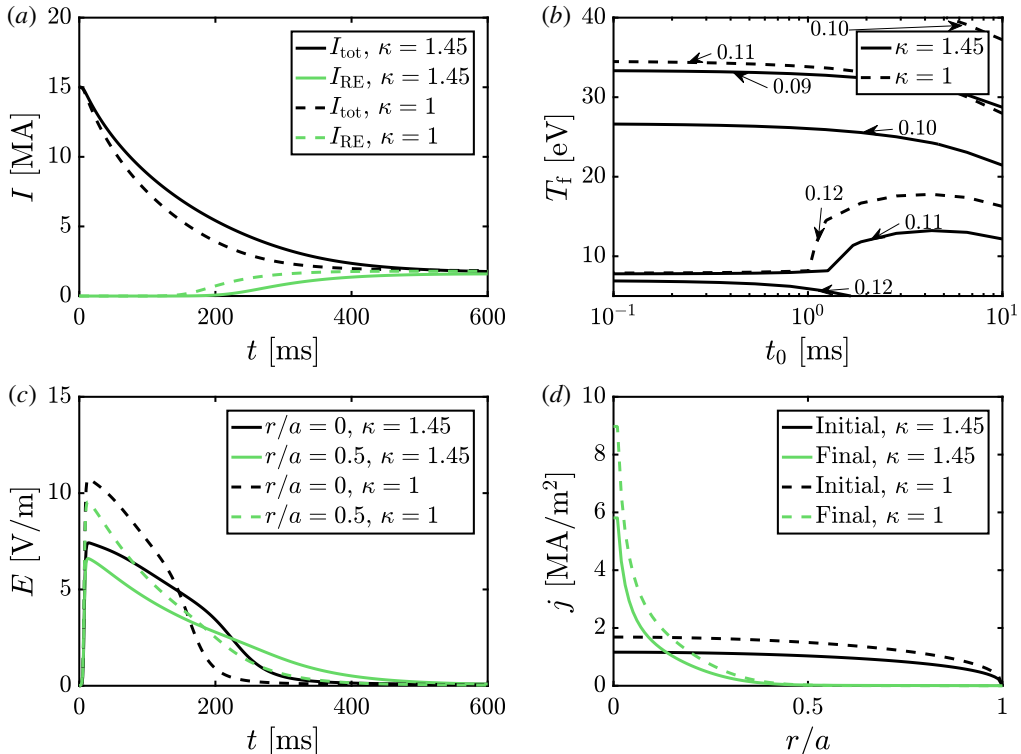 (a)
20
15
10
5
0
I [MA]
I_tot, κ = 1.45
I_RE, κ = 1.45
I_tot, κ = 1
I_RE, κ = 1
0 200 400 600
t [ms]
(b)
40
30
20
10
T_f [eV]
0.10
κ = 1.45
κ = 1
0.11
0.09
0.10
0.12
0.11
0.12
10^-1 10^0 10^1
t_0 [ms]
(c)
15
10
5
0
E [V/m]
r/a = 0, κ = 1.45
r/a = 0.5, κ = 1.45
r/a = 0, κ = 1
r/a = 0.5, κ = 1
0 200 400 600
t [ms]
(d)
10
8
6
4
2
0
j [MA/m²]
Initial, κ = 1.45
Final, κ = 1.45
Initial, κ = 1
Final, κ = 1
0 0.5 1
r/a